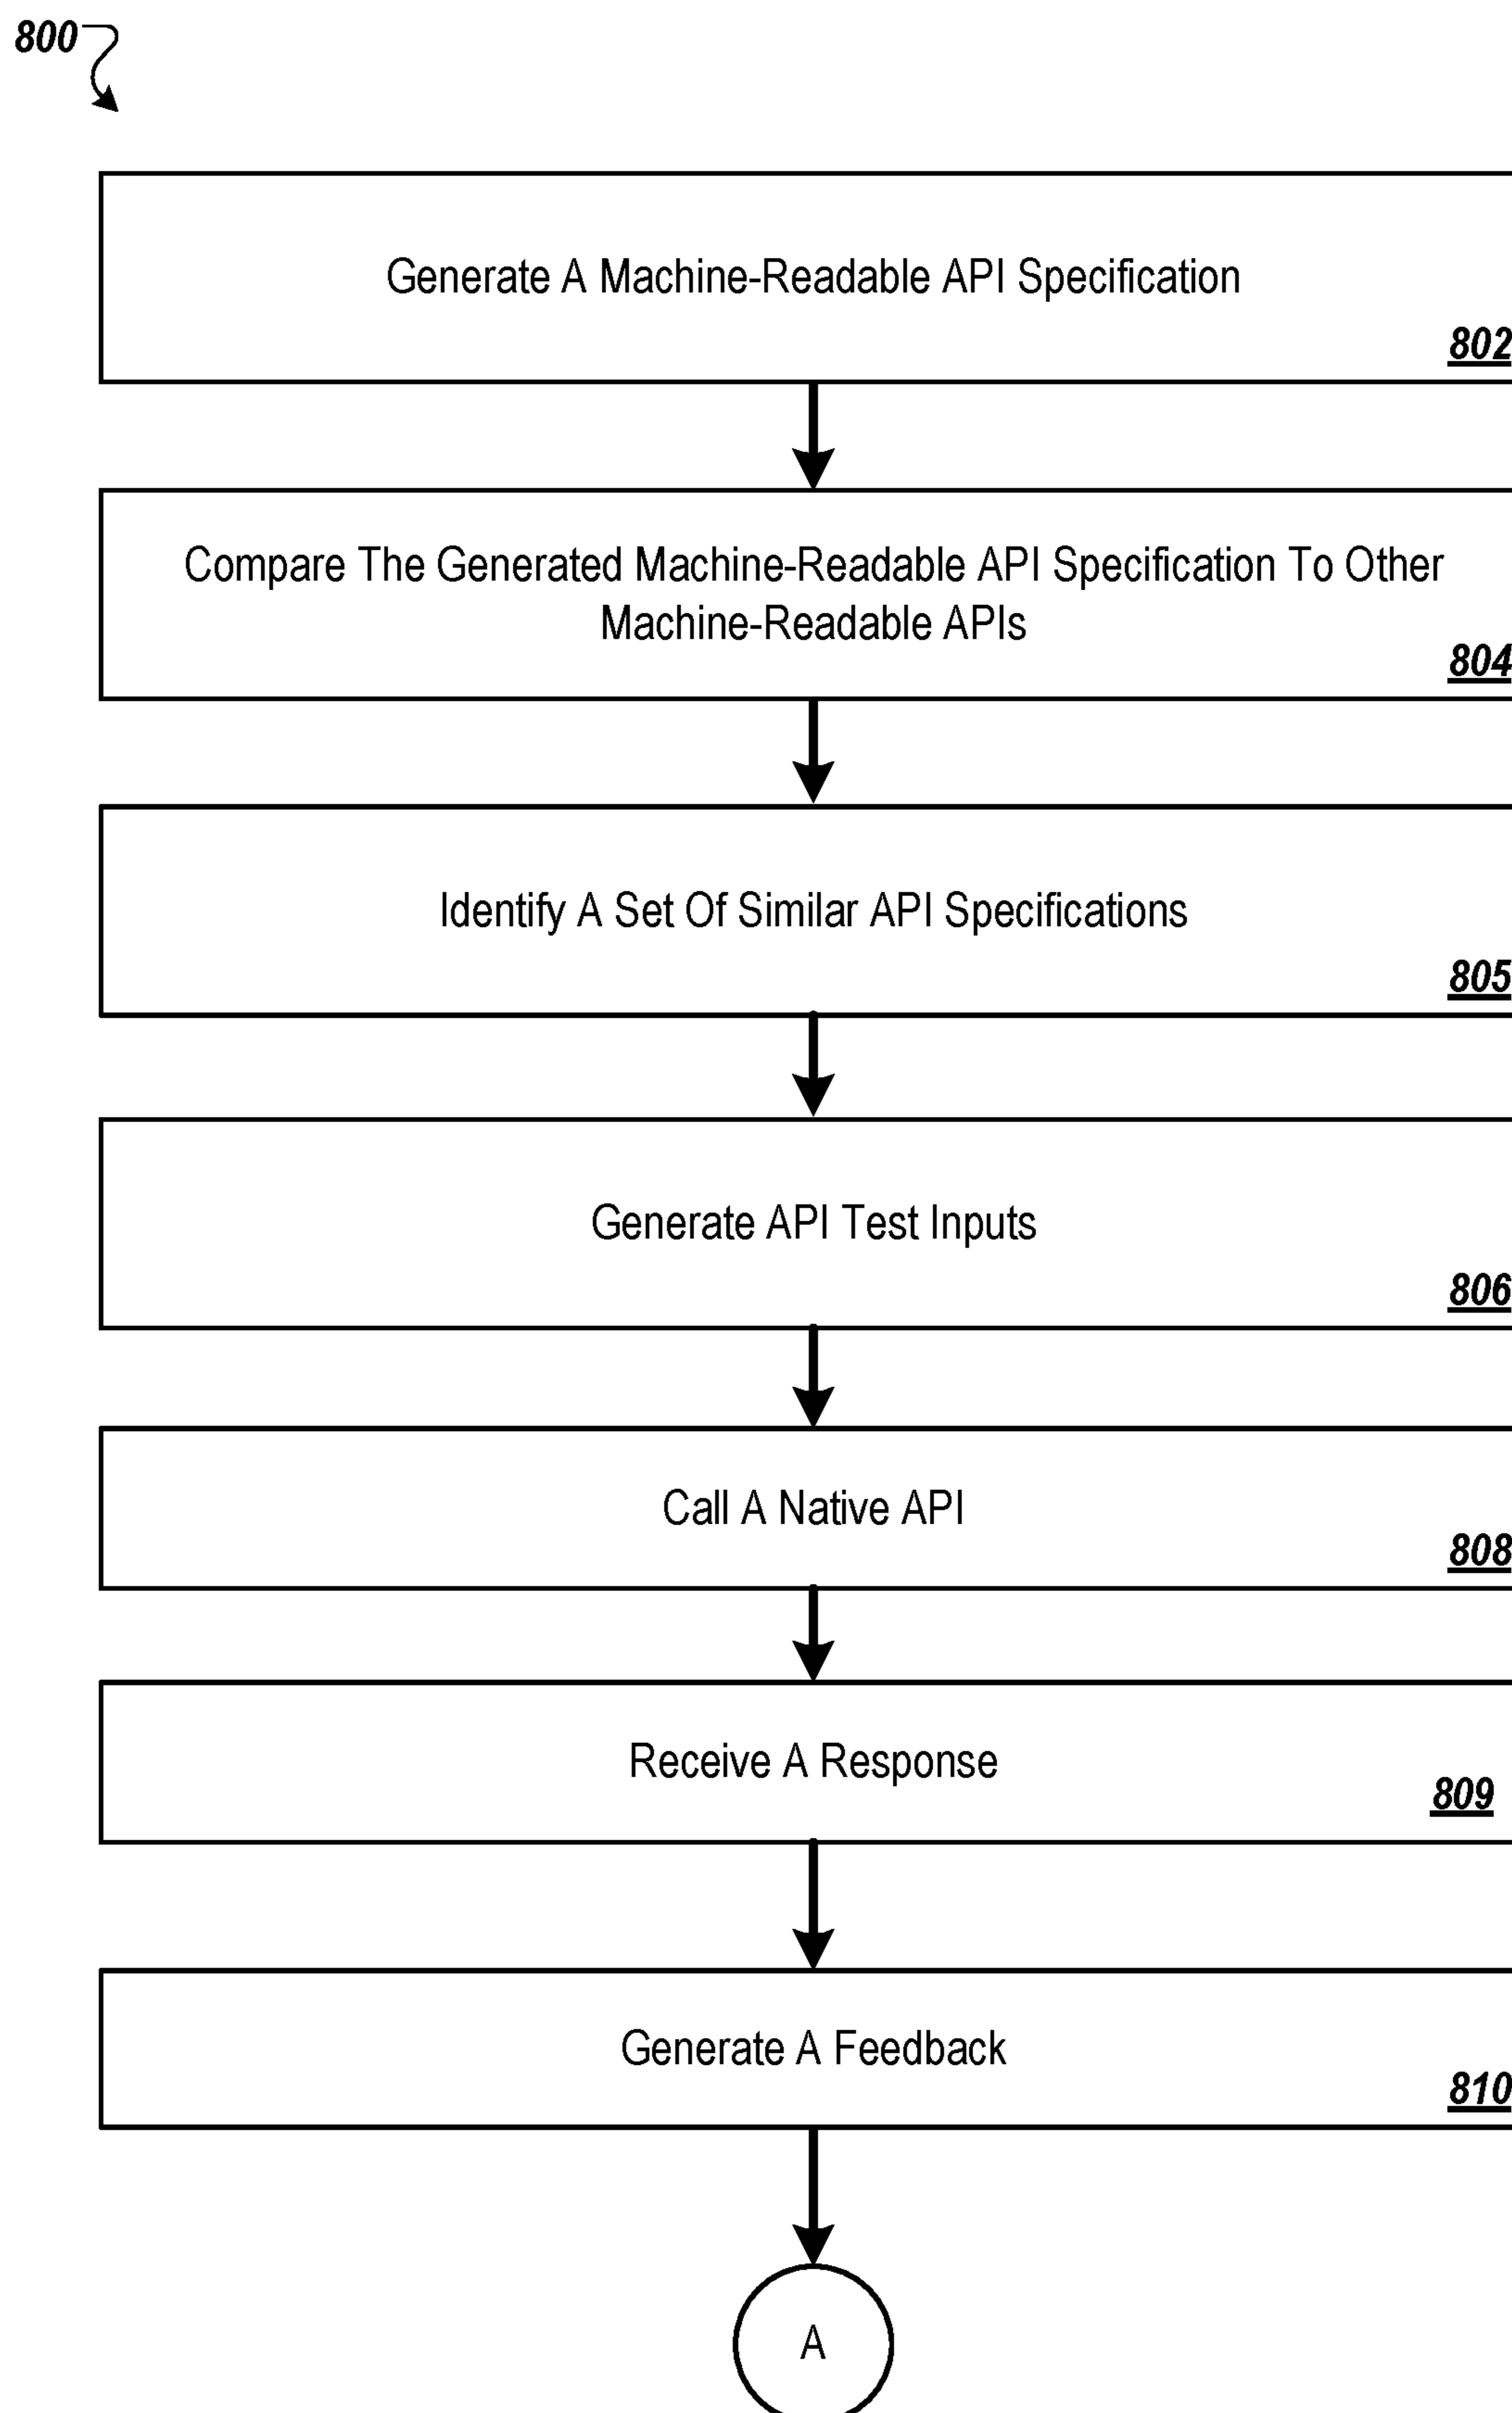 800
Generate A Machine-Readable API Specification
802
Compare The Generated Machine-Readable API Specification To Other
Machine-Readable APIs
804
Identify A Set Of Similar API Specifications
805
Generate API Test Inputs
806
Call A Native API
808
Receive A Response
809
Generate A Feedback
810
A